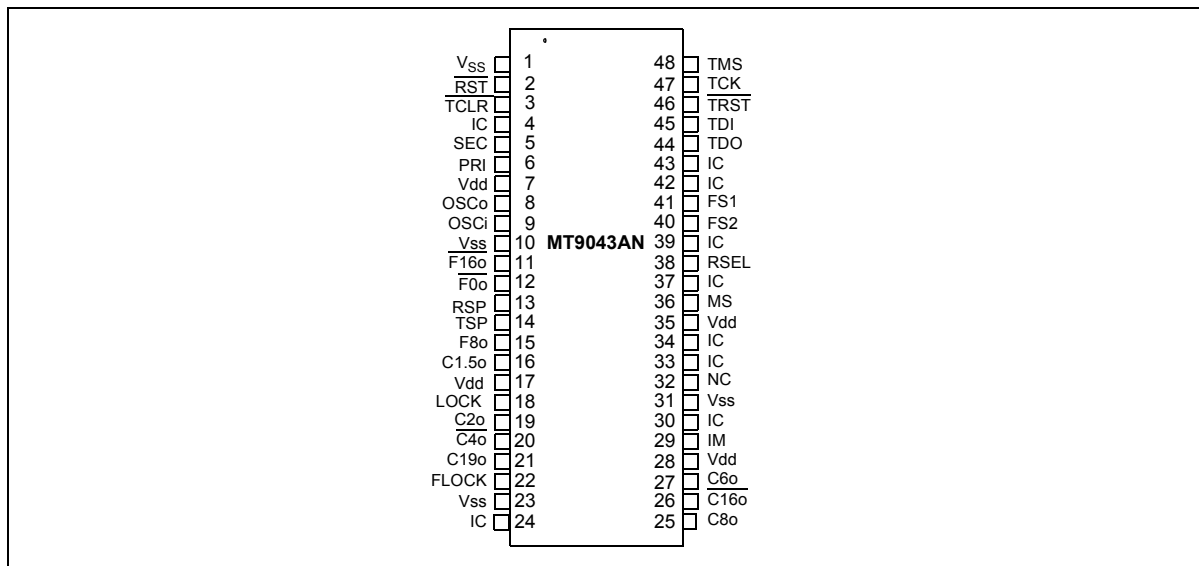 VSS 1 48 TMS
RST 2 47 TCK
TCLR 3 46 TRST
IC 4 45 TDI
SEC 5 44 TDO
PRI 6 43 IC
Vdd 7 42 IC
OSCo 8 41 FS1
OSCi 9 40 FS2
Vss 10 MT9043AN 39 IC
F16o 11 38 RSEL
F0o 12 37 IC
RSP 13 36 MS
TSP 14 35 Vdd
F8o 15 34 IC
C1.5o 16 33 IC
Vdd 17 32 NC
LOCK 18 31 Vss
C2o 19 30 IC
C4o 20 29 IM
C19o 21 28 Vdd
FLOCK 22 27 C6o
Vss 23 26 C16o
IC 24 25 C8o